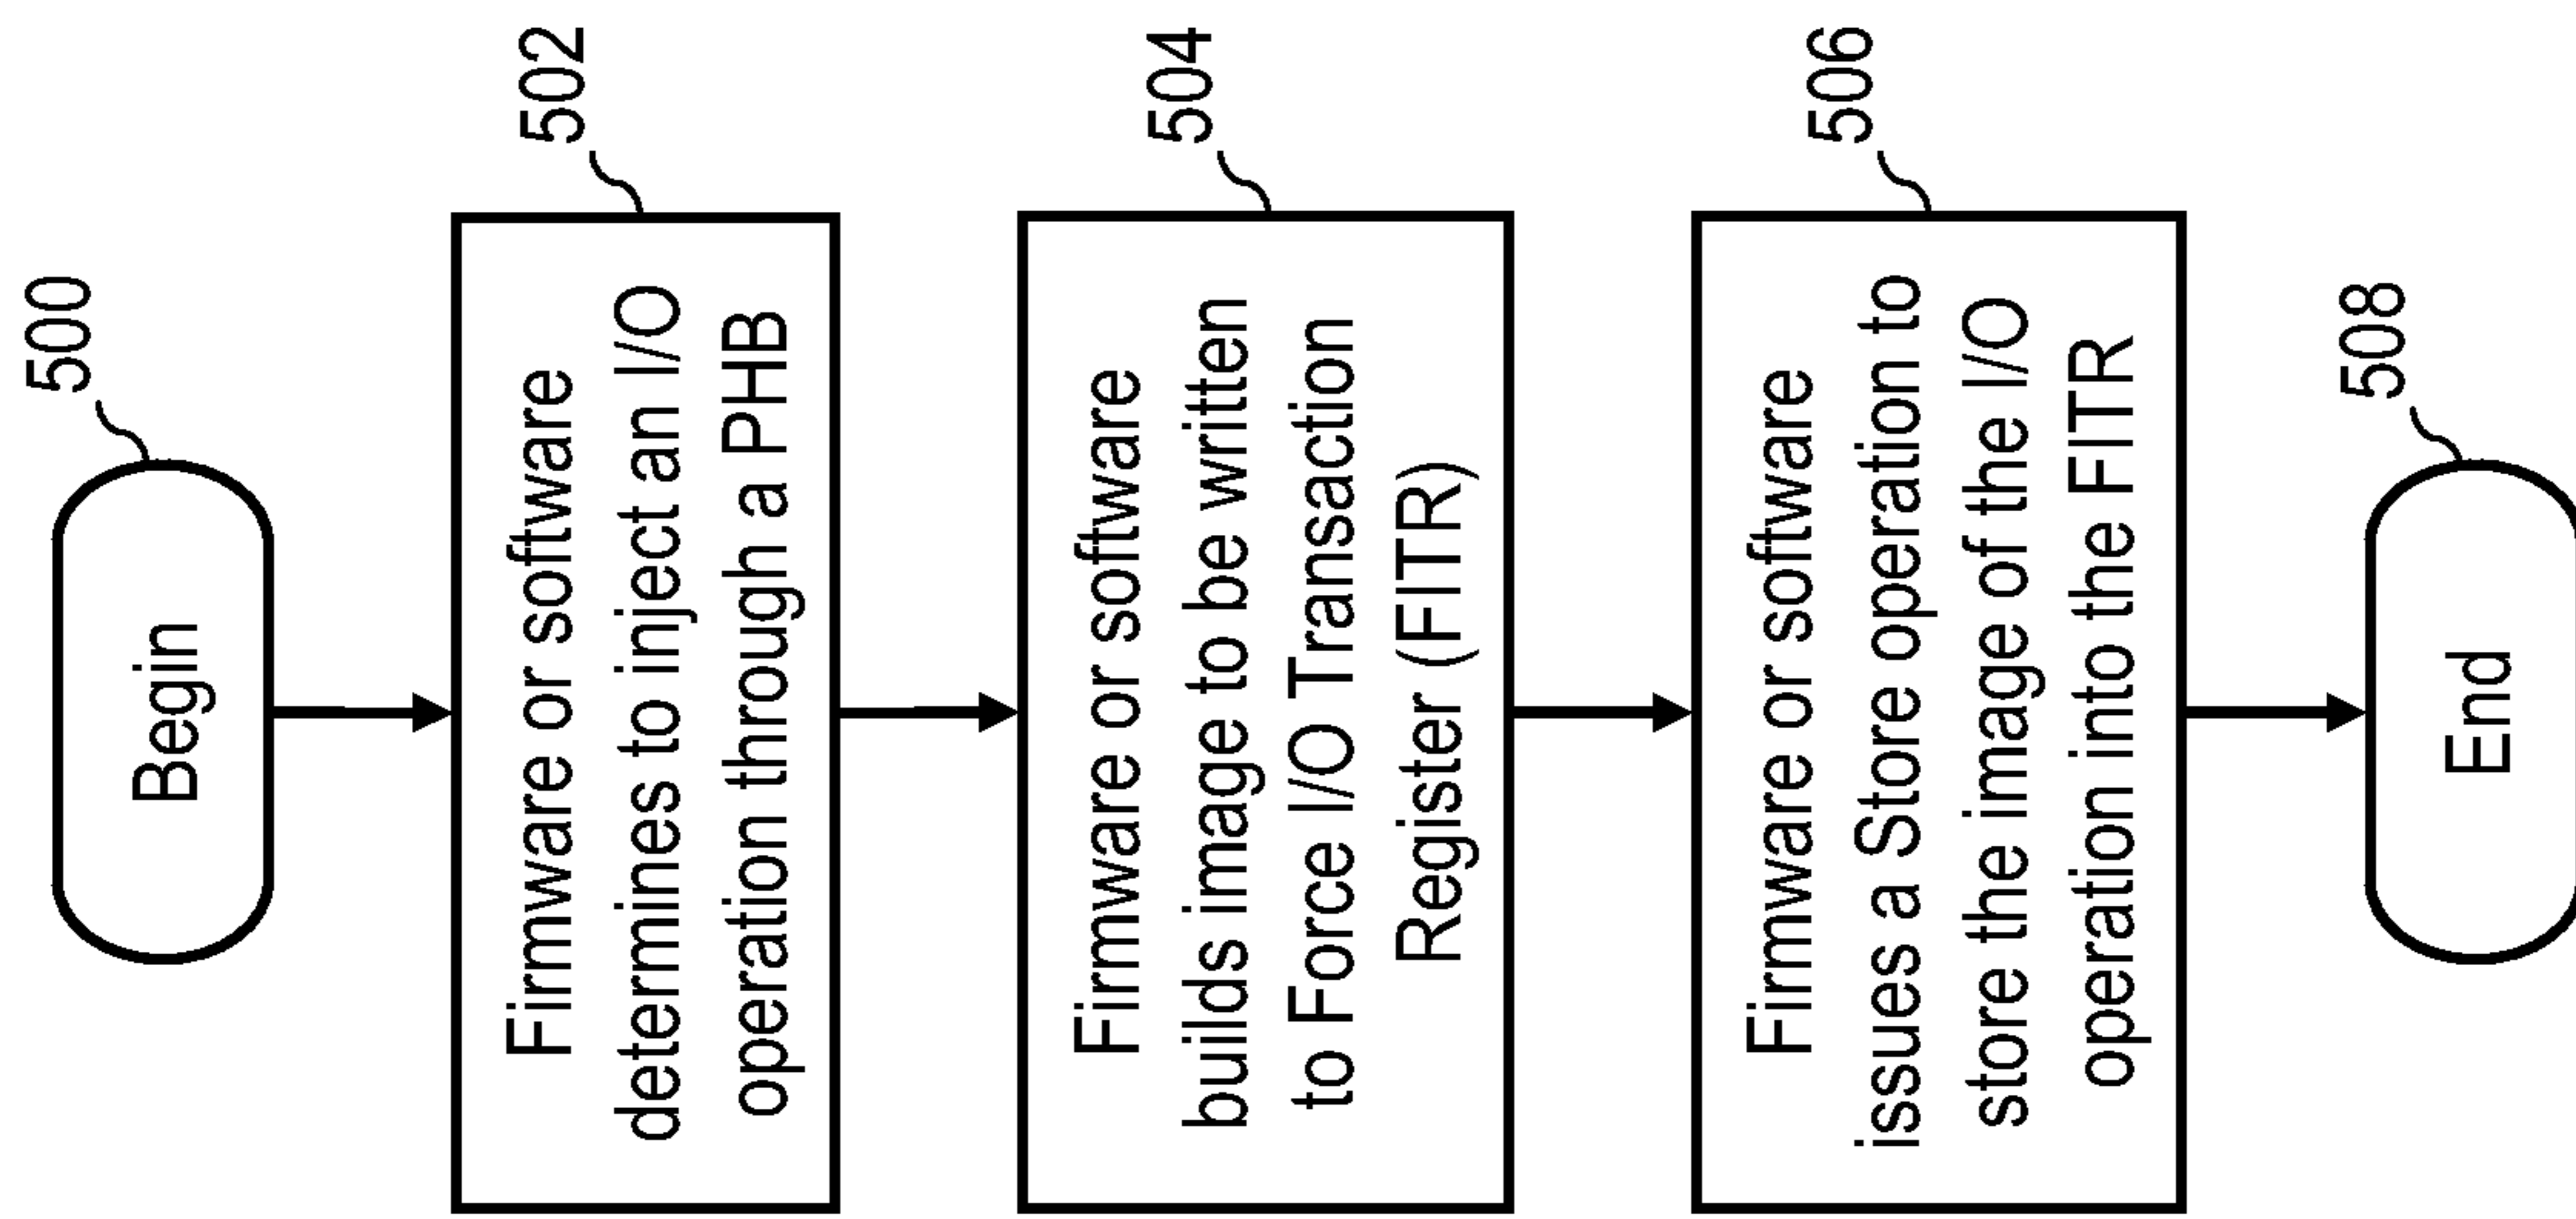 500
Begin
502
Firmware or software
determines to inject an I/O
operation through a PHB
504
Firmware or software
builds image to be written
to Force I/O Transaction
Register (FITR)
506
Firmware or software
issues a Store operation to
store the image of the I/O
operation into the FITR
508
End